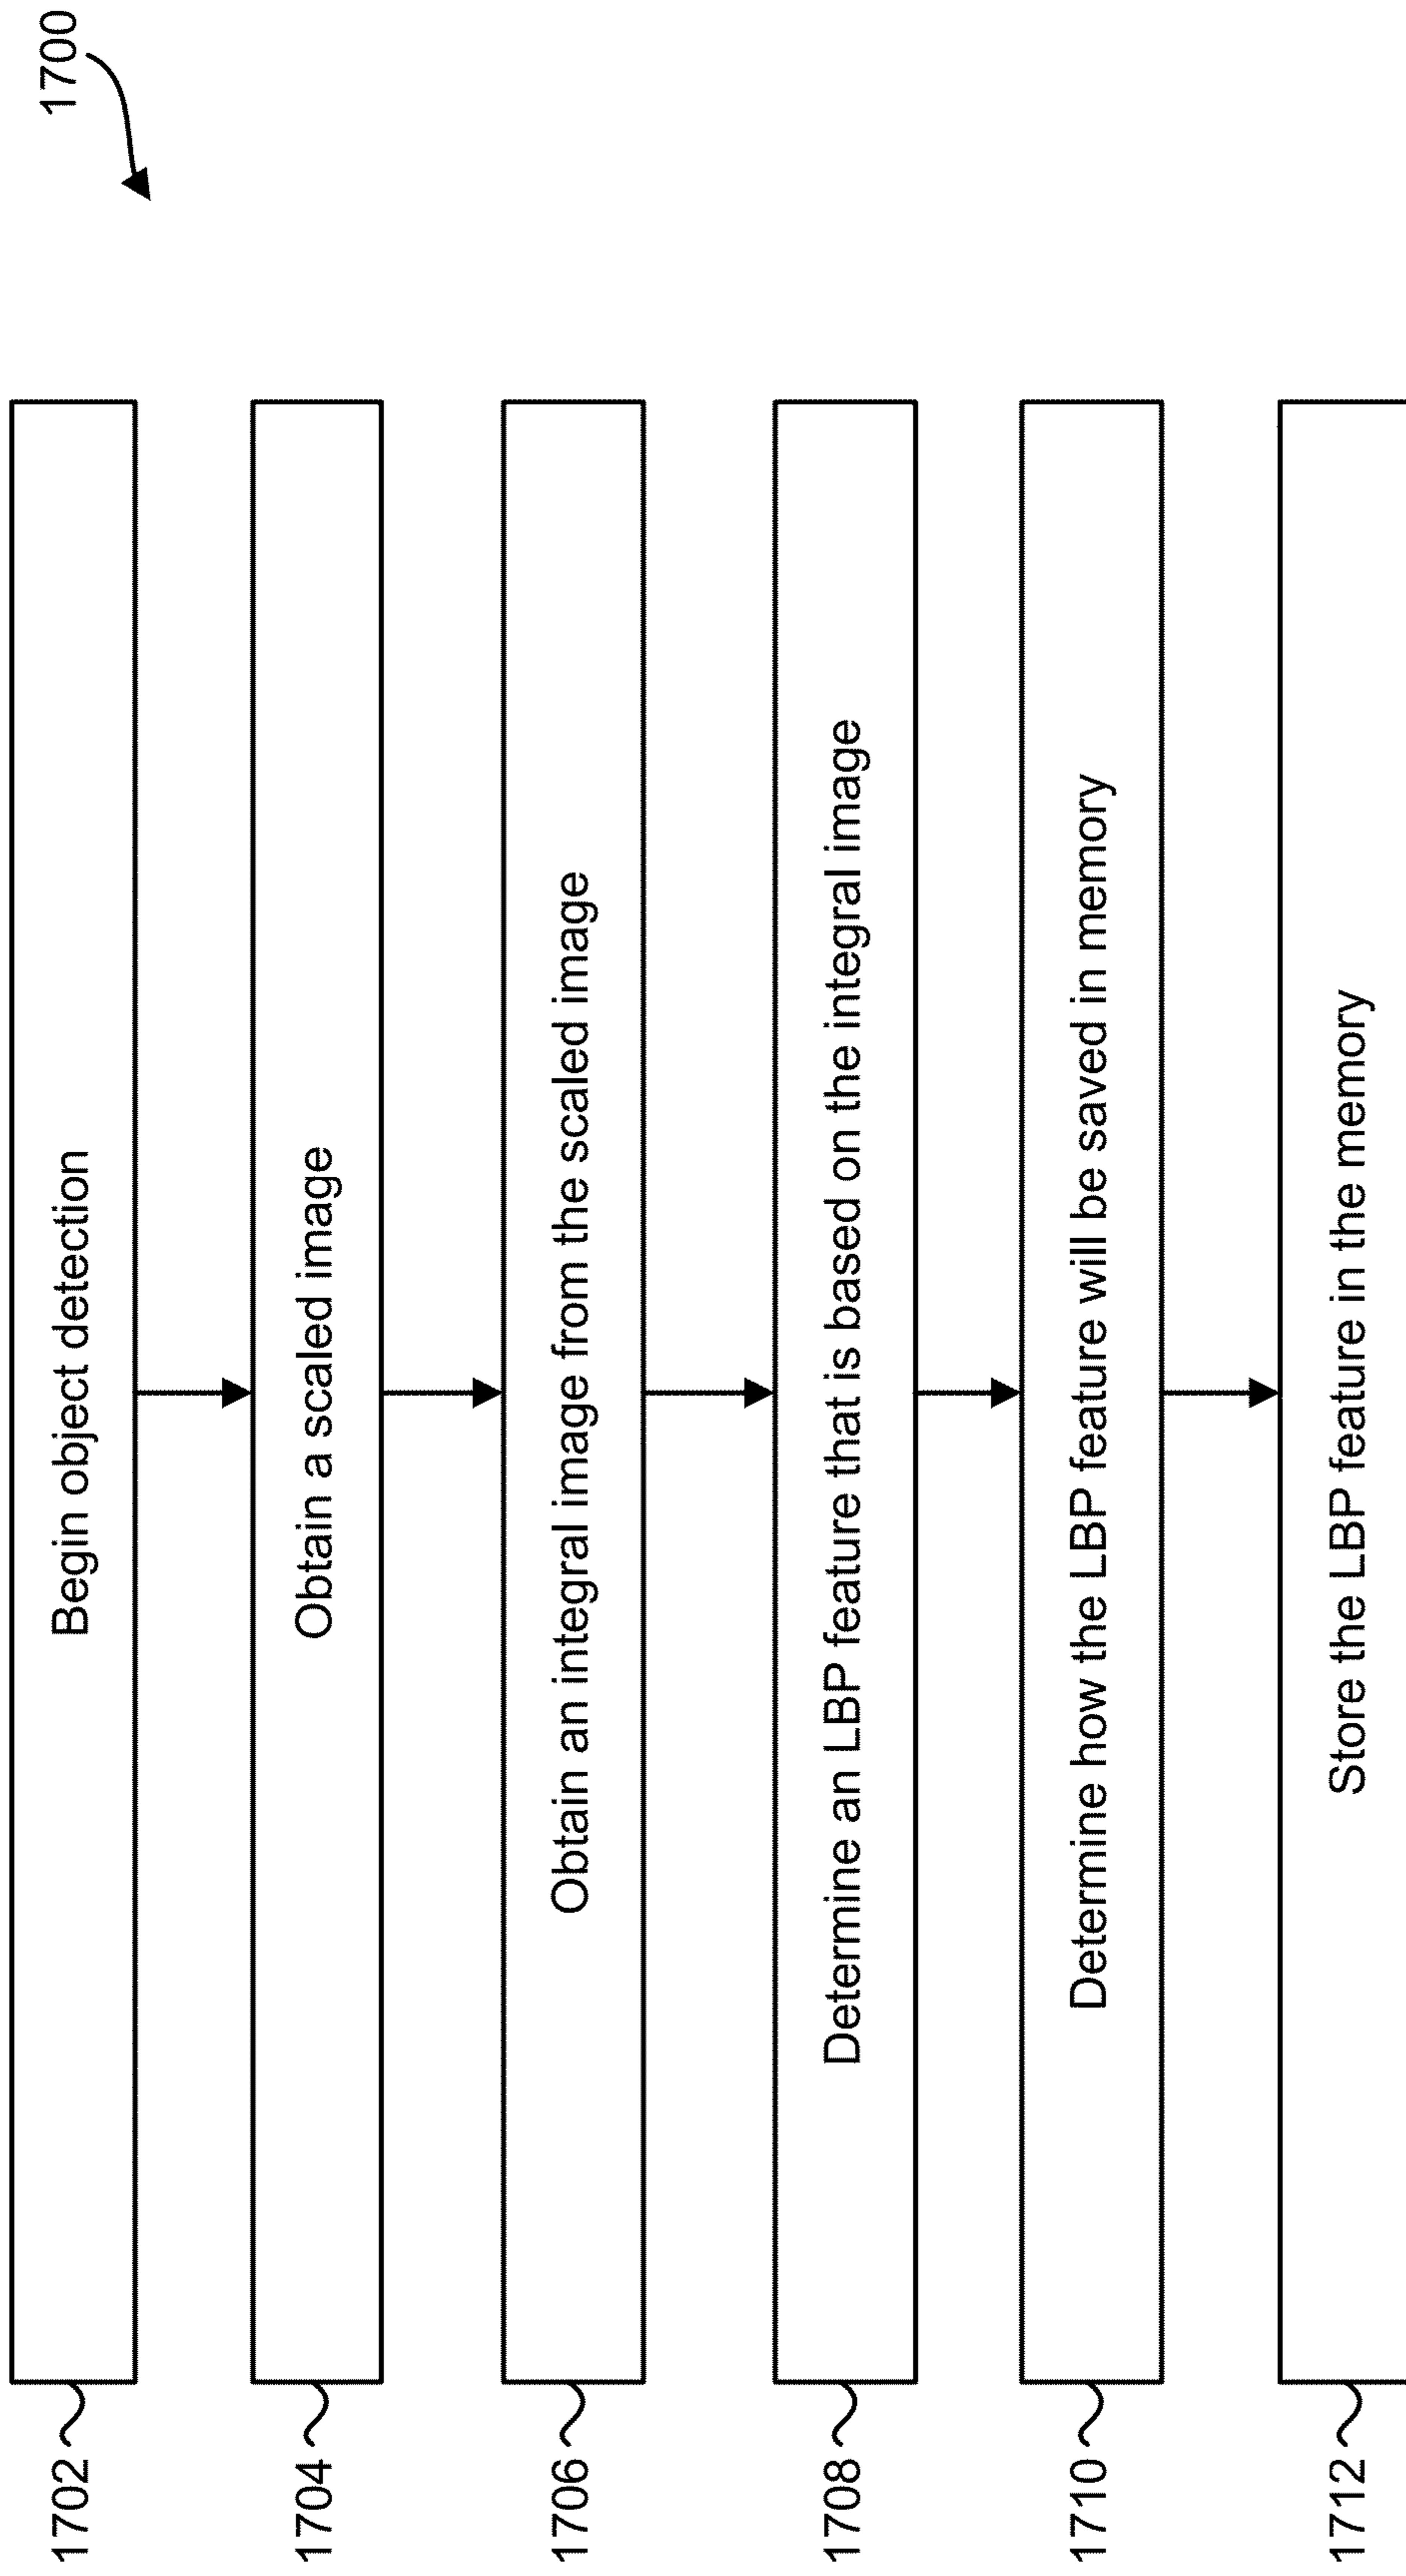 1700
1702 Begin object detection
1704 Obtain a scaled image
1706 Obtain an integral image from the scaled image
1708 Determine an LBP feature that is based on the integral image
1710 Determine how the LBP feature will be saved in memory
1712 Store the LBP feature in the memory